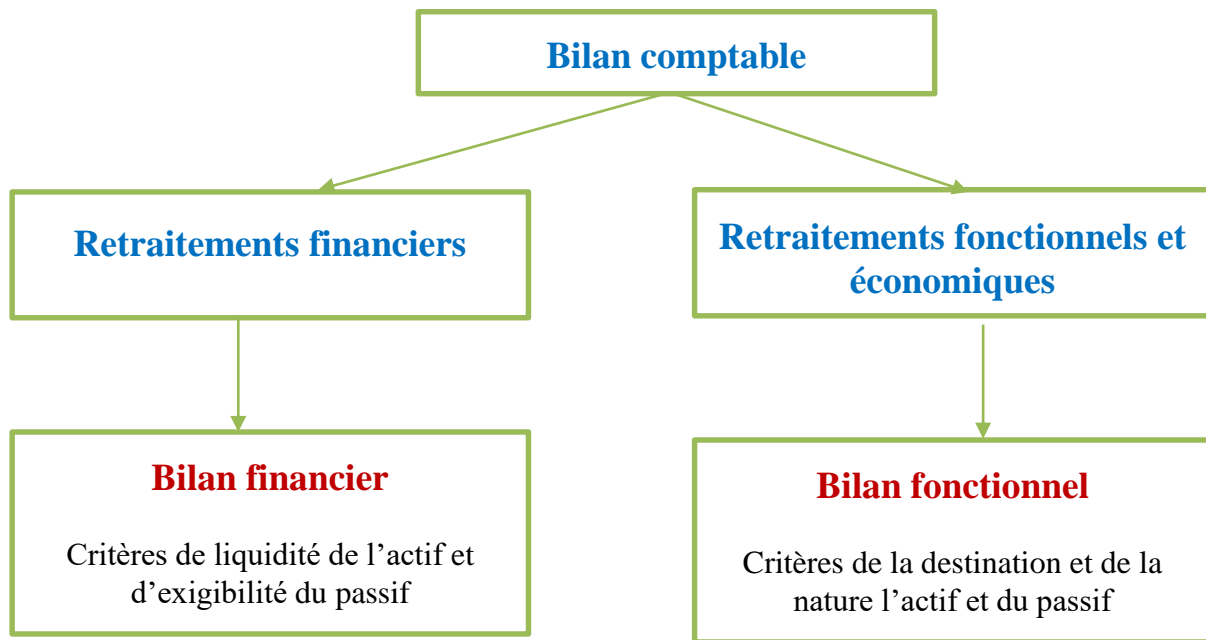 Bilan comptable
Retraitements financiers
Retraitements fonctionnels et
économiques
Bilan financier
Critères de liquidité de l’actif et
d’exigibilité du passif
Bilan fonctionnel
Critères de la destination et de la
nature l’actif et du passif